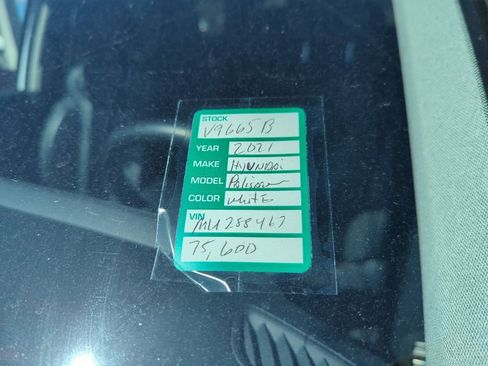 STOCK
V9665B
YEAR 2021
MAKE HYUNDAI
MODEL Palisade
COLOR WhITE
VIN
MU288467
75,600